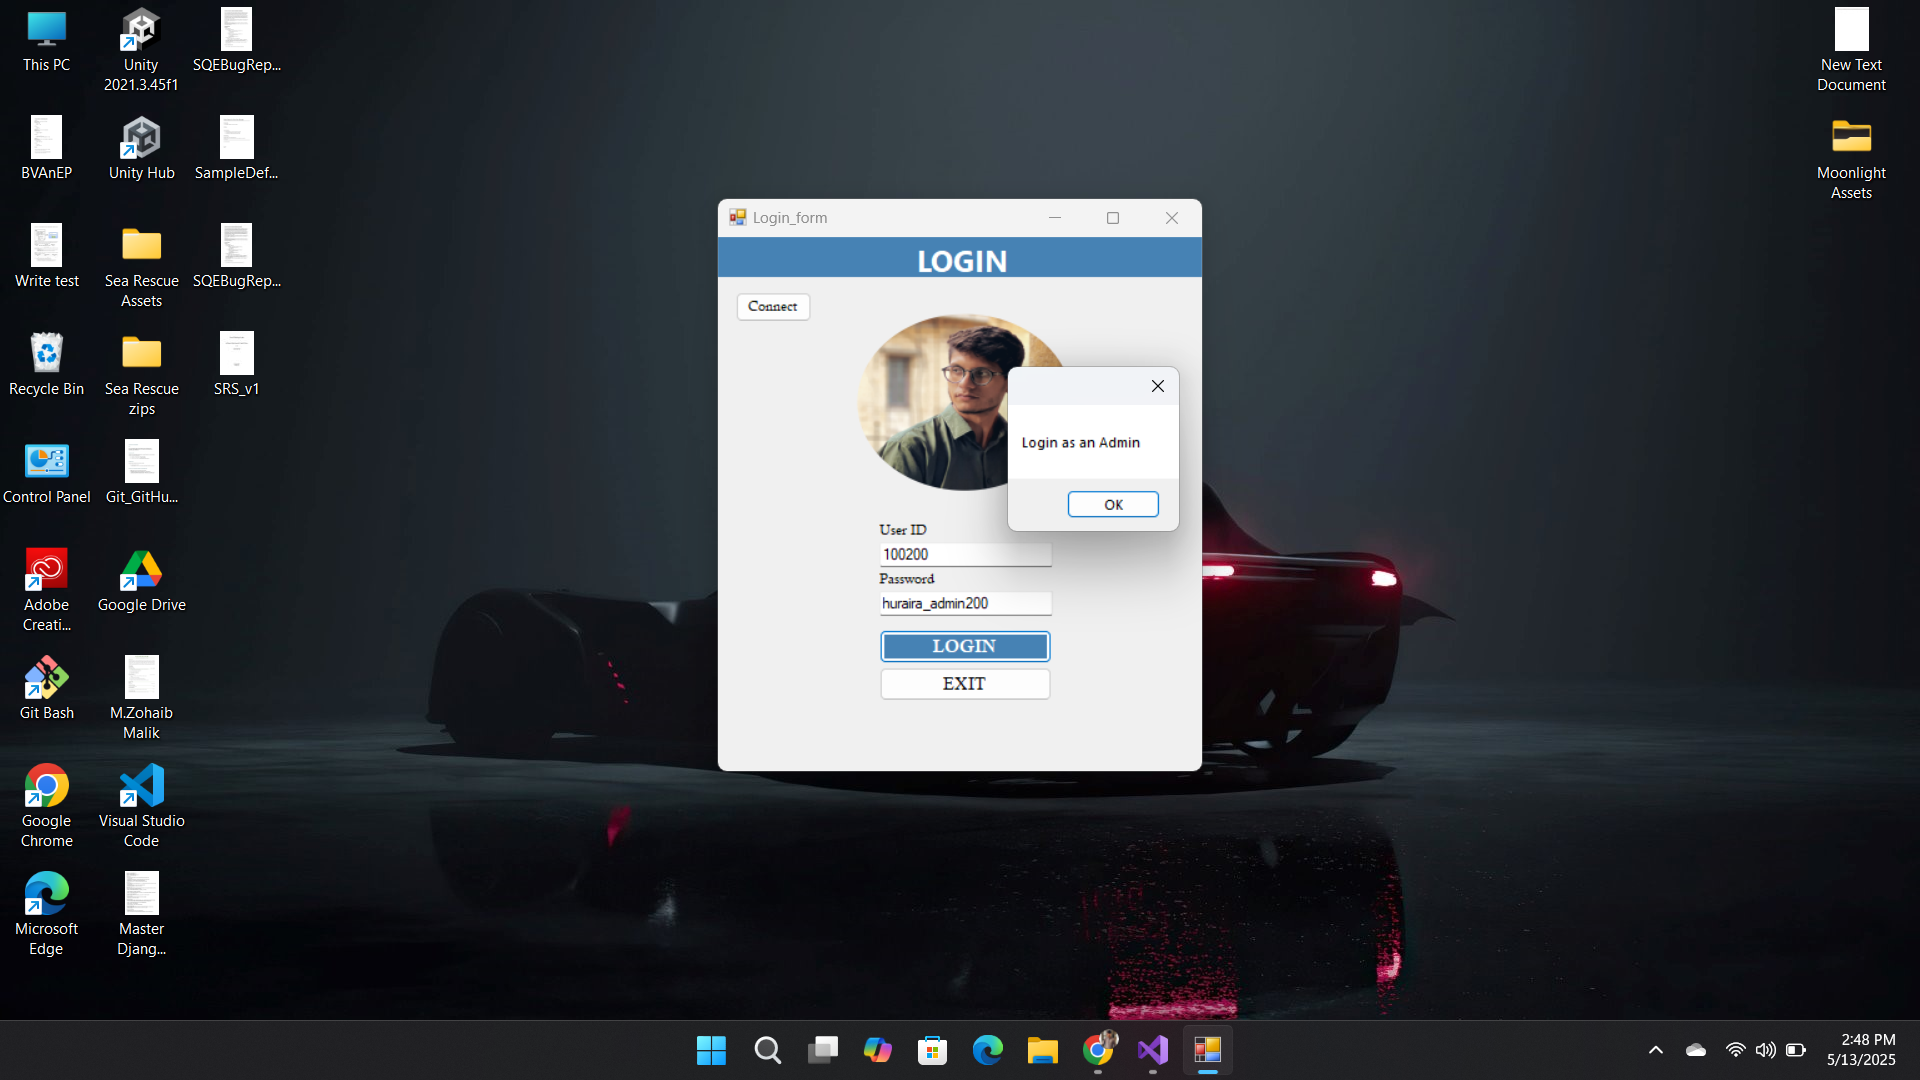 This PC
Unity
2021.3.45f1
SQEBugRep...
BVAnEP
Unity Hub
SampleDef...
Write test
Sea Rescue
Assets
SQEBugRep...
Recycle Bin
Sea Rescue
zips
SRS_v1
Control Panel
Git_GitHu...
Adobe
Creati...
Google Drive
Git Bash
M.Zohaib
Malik
Google
Chrome
Visual Studio
Code
Microsoft
Edge
Master
Djang...
New Text
Document
Moonlight
Assets
Login_form
LOGIN
Connect
Login as an Admin
OK
User ID
100200
Password
huraira_admin200
LOGIN
EXIT
2:48 PM
5/13/2025